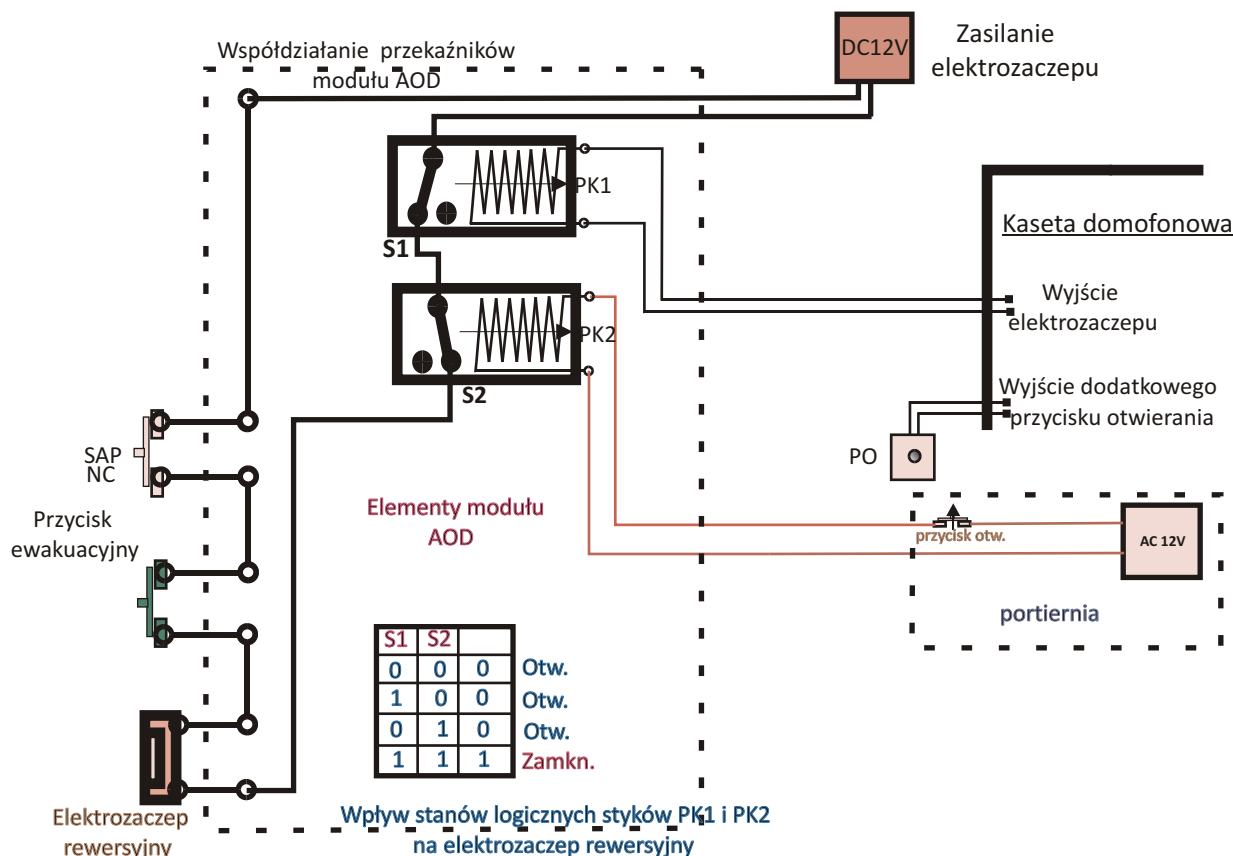 Współdziałanie przekaźników
modułu AOD
DC12V
Zasilanie
elektrozaczepu
PK1
S1
Kaseta domofonowa
PK2
S2
Wyjście
elektrozaczepu
Wyjście dodatkowego
przycisku otwierania
PO
SAP
NC
Przycisk
ewakuacyjny
Elementy modułu
AOD
przycisk otw.
AC 12V
portiernia
S1 S2
0 0 0 Otw.
1 0 0 Otw.
0 1 0 Otw.
1 1 1 Zamkn.
Elektrozaczep
rewersyjny
Wpływ stanów logicznych styków PK1 i PK2
na elektrozaczep rewersyjny